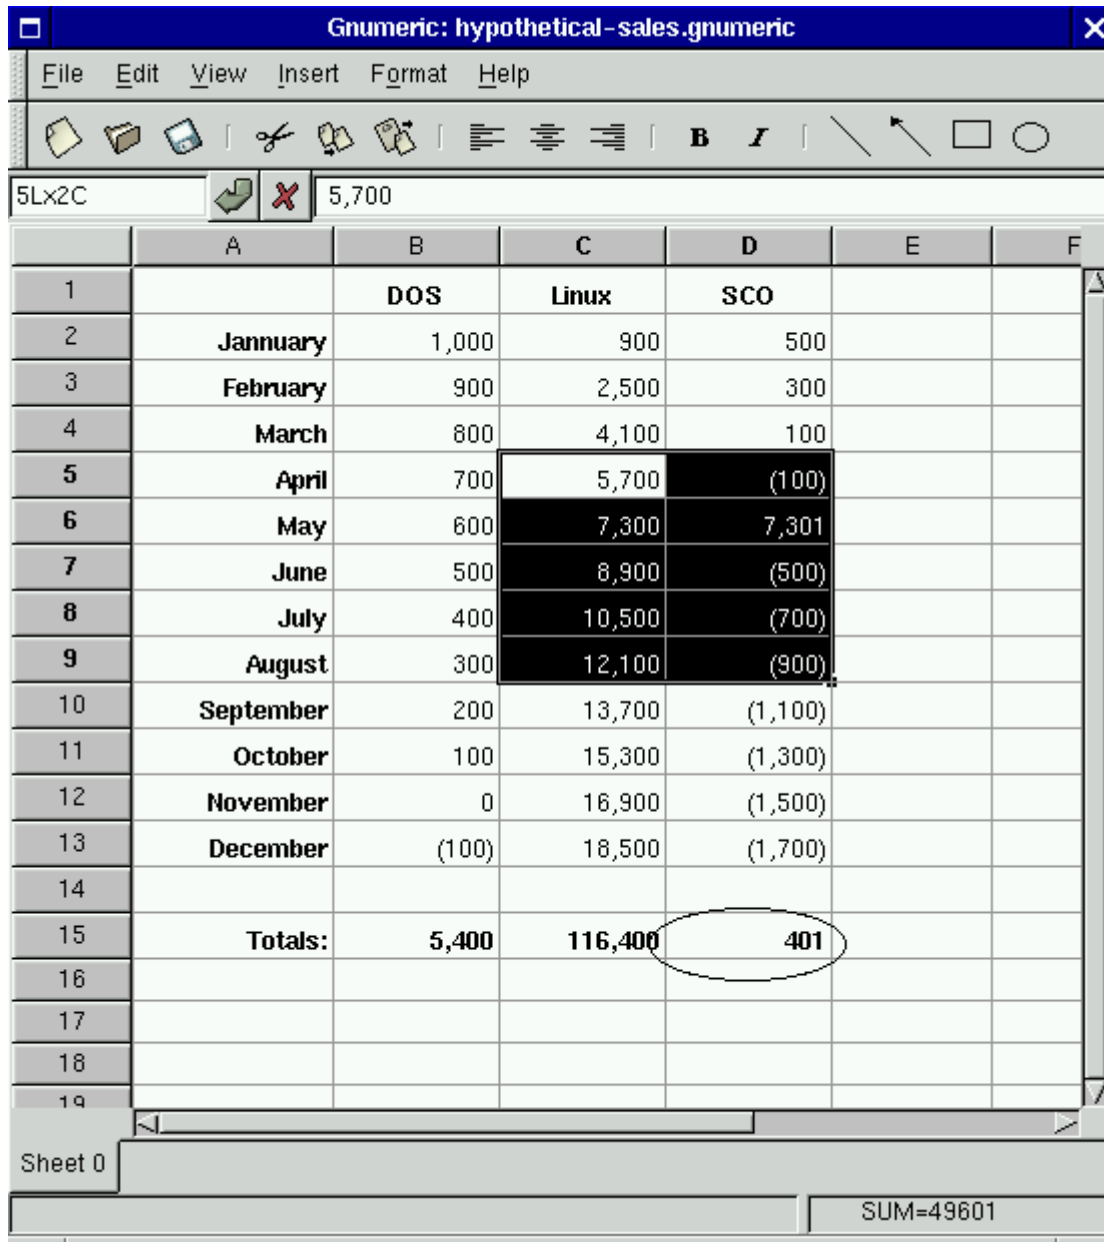 Gnumeric: hypothetical-sales.gnumeric
File Edit View Insert Format Help
B I
5Lx2C 5,700
A B C D E F
1 DOS Linux SCO
2 Jannuary 1,000 900 500
3 February 900 2,500 300
4 March 800 4,100 100
5 April 700 5,700 (100)
6 May 600 7,300 7,301
7 June 500 8,900 (500)
8 July 400 10,500 (700)
9 August 300 12,100 (900)
10 September 200 13,700 (1,100)
11 October 100 15,300 (1,300)
12 November 0 16,900 (1,500)
13 December (100) 18,500 (1,700)
14
15 Totals: 5,400 116,400 401
16
17
18
19
Sheet 0
SUM=49601